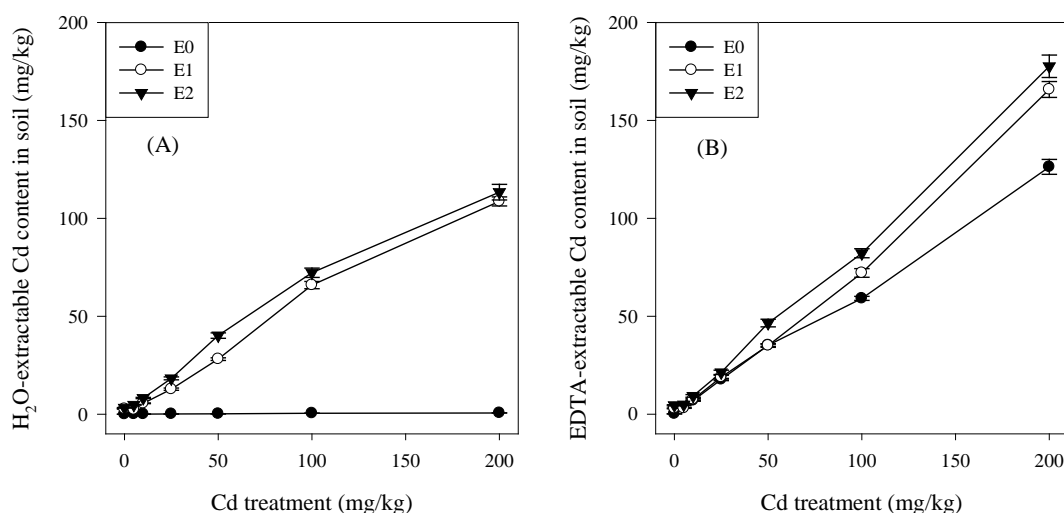 H₂O-extractable Cd content in soil (mg/kg)
200
150
100
50
0
E0
E1
E2
(A)
0 50 100 150 200
Cd treatment (mg/kg)
EDTA-extractable Cd content in soil (mg/kg)
200
150
100
50
0
E0
E1
E2
(B)
0 50 100 150 200
Cd treatment (mg/kg)